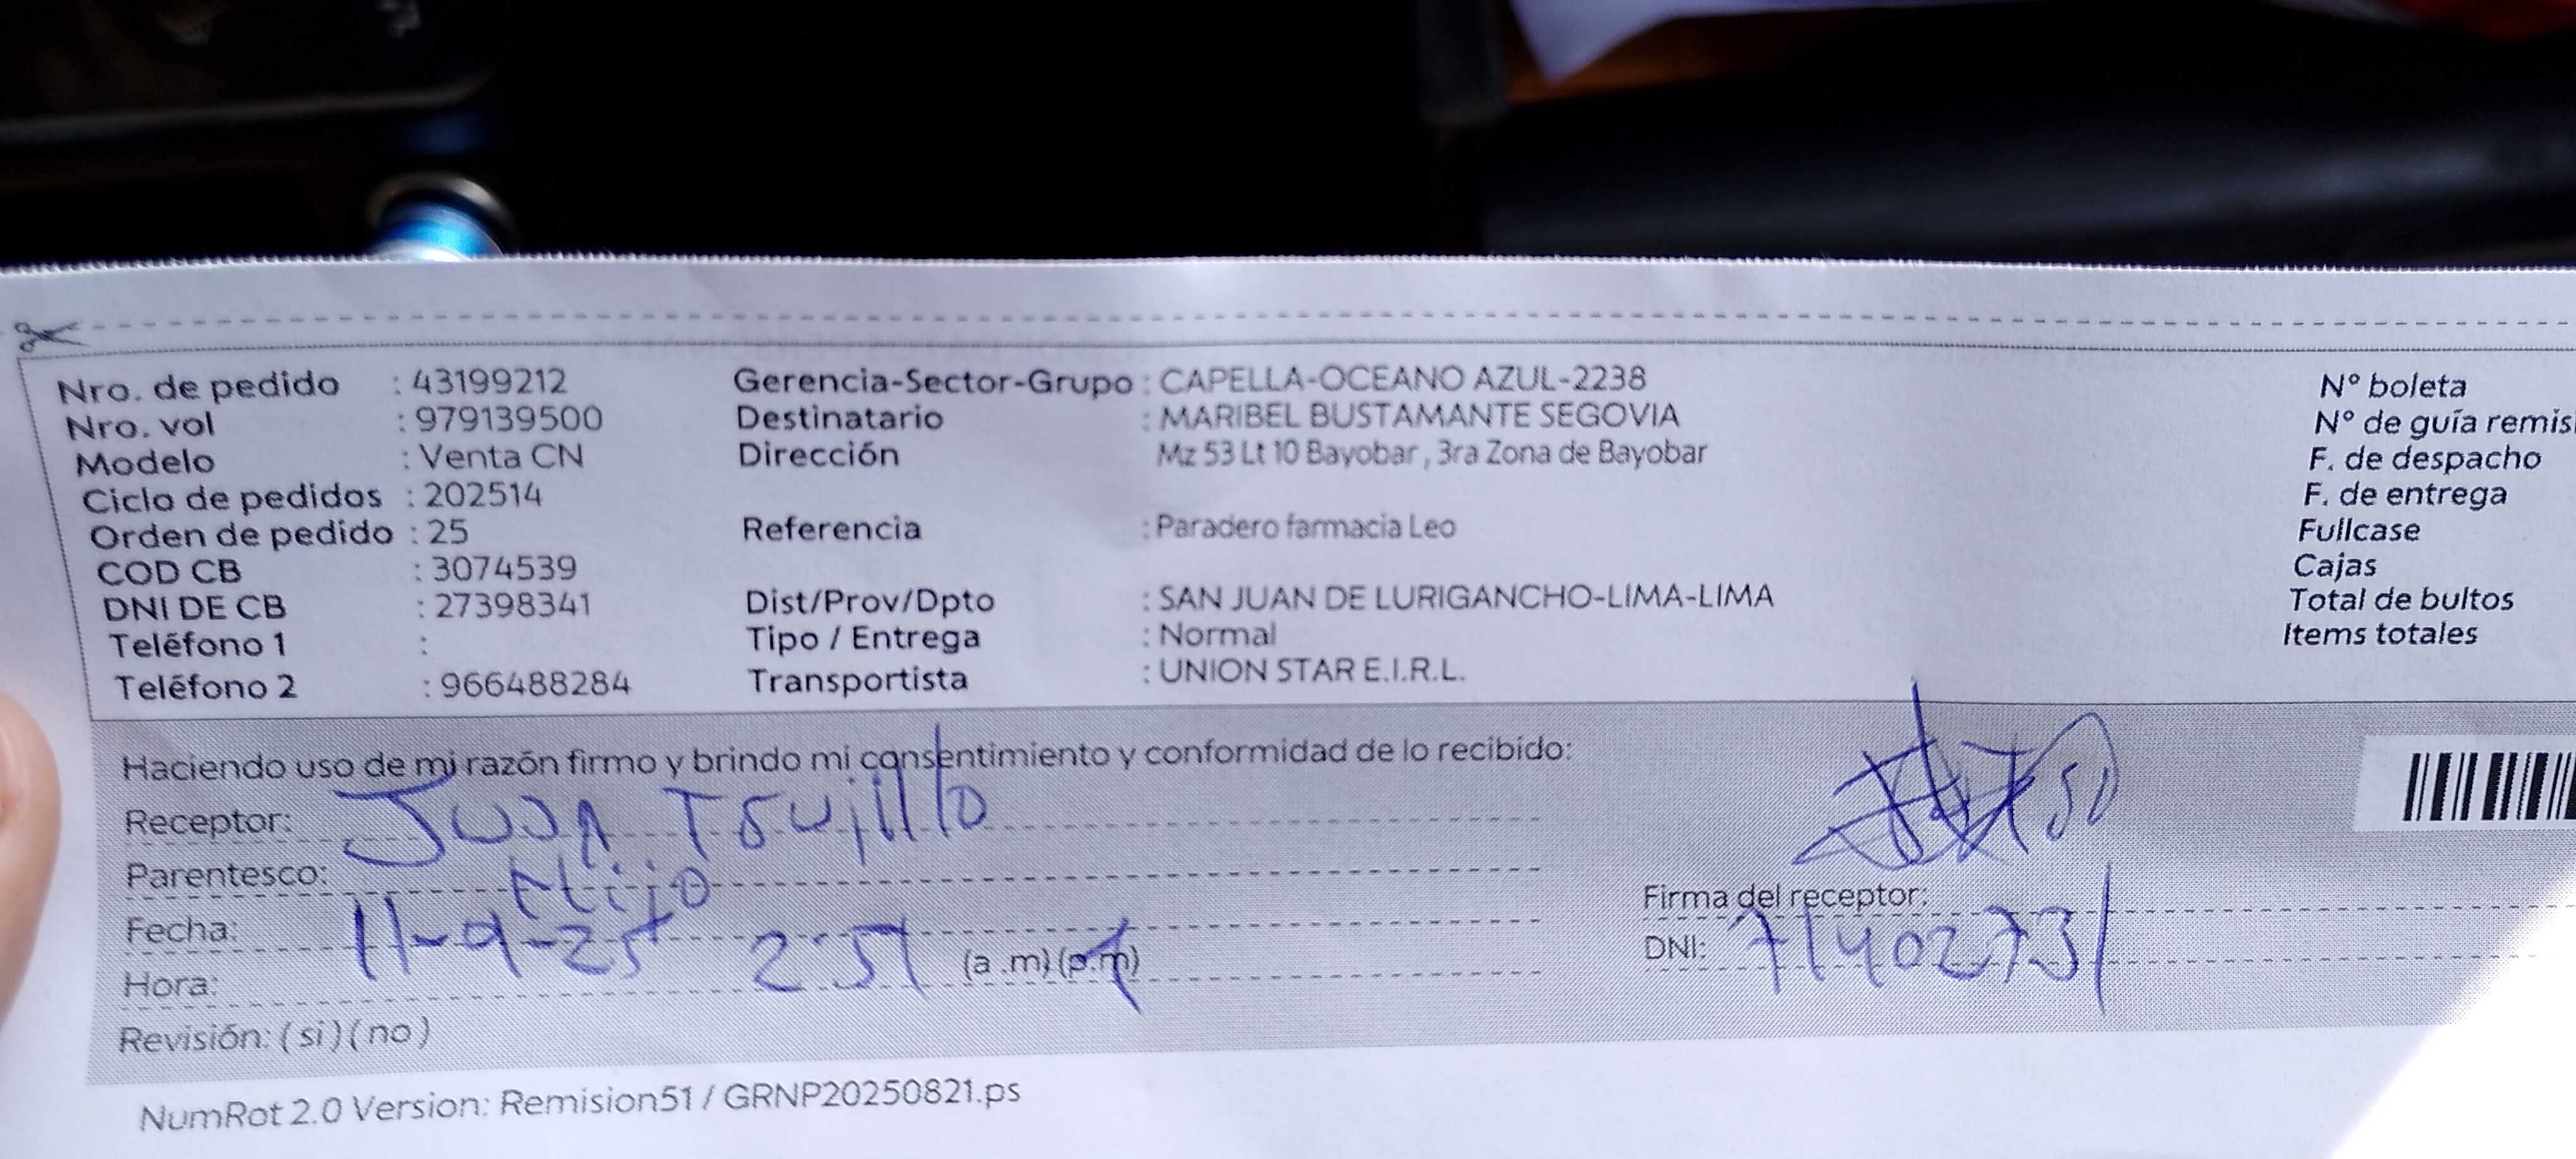 Nro. de pedido : 43199212 Gerencia-Sector-Grupo : CAPELLA-OCEANO AZUL-2238 N° boleta
Nro. vol : 979139500 Destinatario : MARIBEL BUSTAMANTE SEGOVIA N° de guía remis
Modelo : Venta CN Dirección Mz 53 Lt 10 Bayobar , 3ra Zona de Bayobar F. de despacho
Ciclo de pedidos : 202514 F. de entrega
Orden de pedido : 25 Referencia : Paradero farmacia Leo Fullcase
COD CB : 3074539 Cajas
DNI DE CB : 27398341 Dist/Prov/Dpto : SAN JUAN DE LURIGANCHO-LIMA-LIMA Total de bultos
Teléfono 1 : Tipo / Entrega : Normal Items totales
Teléfono 2 : 966488284 Transportista : UNION STAR E.I.R.L.
Haciendo uso de mi razón firmo y brindo mi consentimiento y conformidad de lo recibido:
Receptor: Juan Trujillo
Parentesco: Hijo
Firma del receptor:
Fecha: 11-9-25
DNI: 71402731
Hora: 2:51 (a .m) (p.m)
Revisión: ( si ) ( no )
NumRot 2.0 Version: Remision51 / GRNP20250821.ps